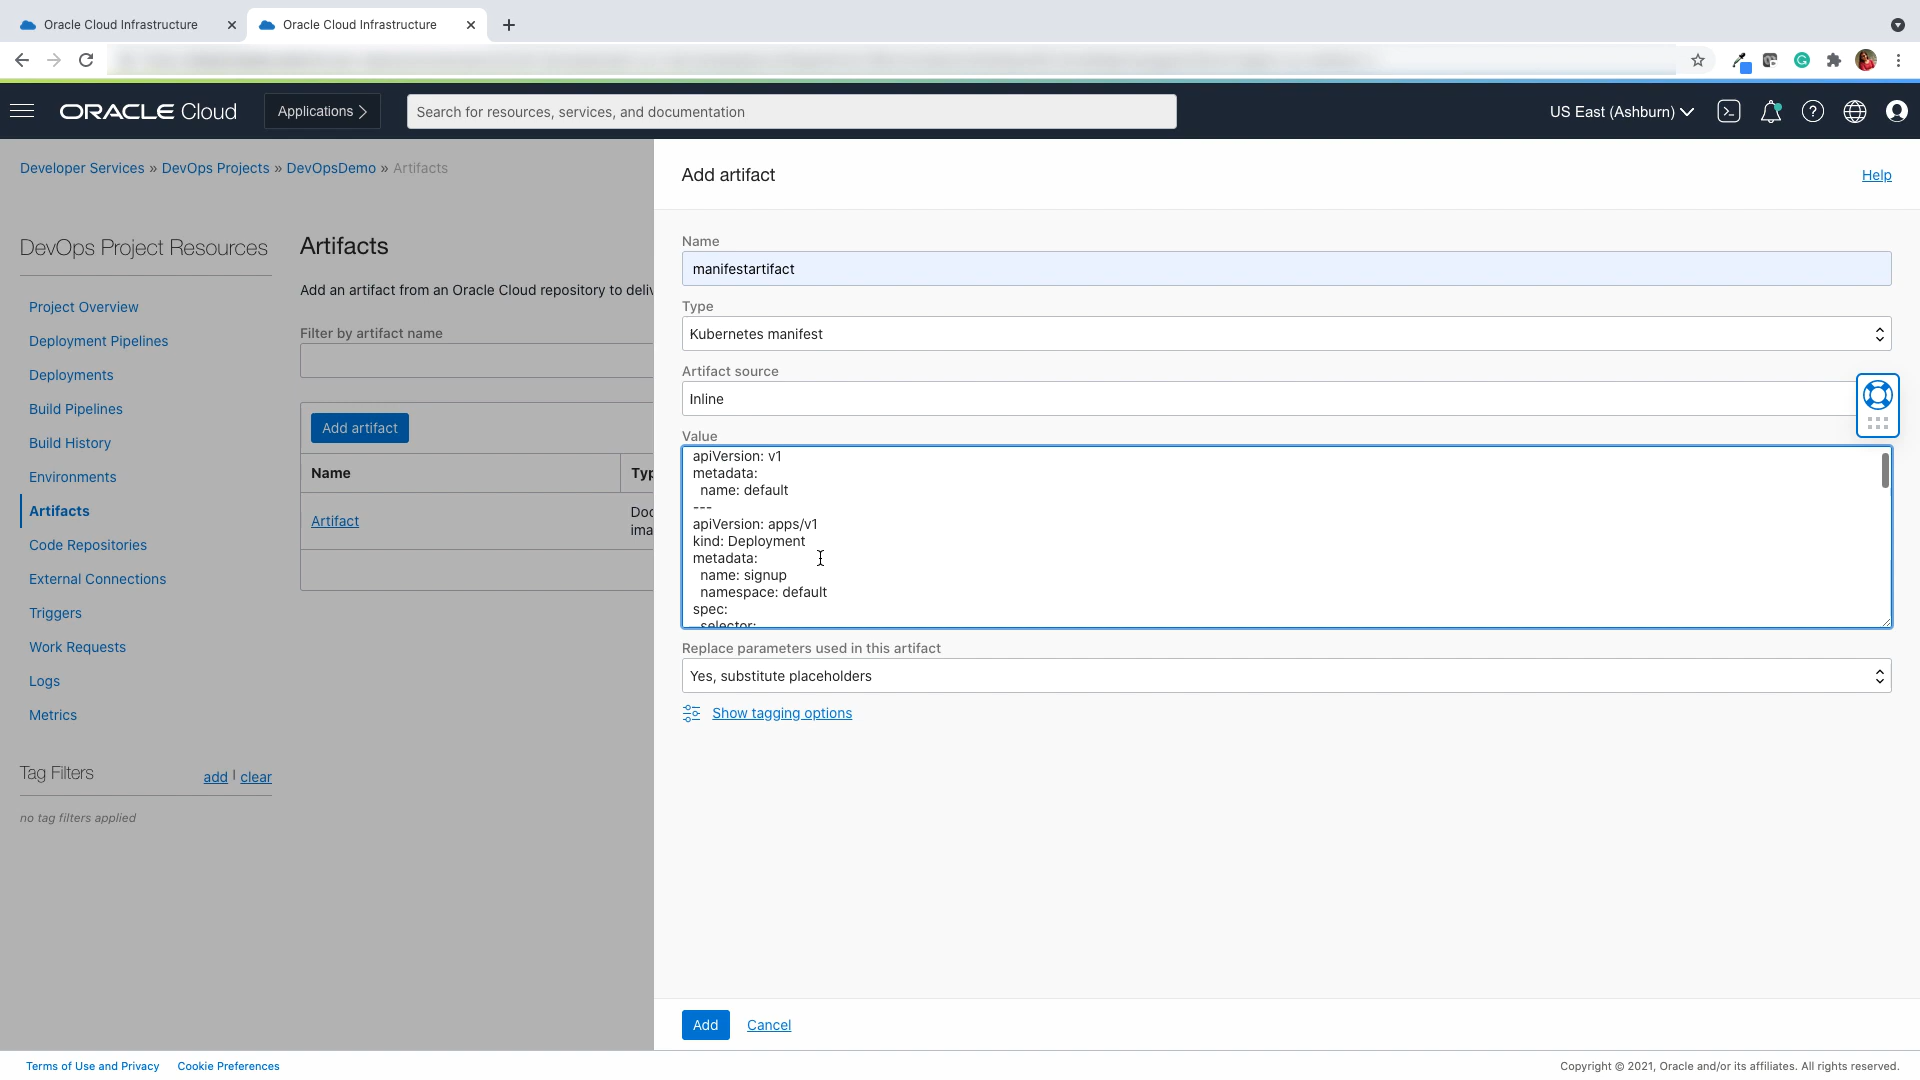 Oracle Cloud Infrastructure
Oracle Cloud Infrastructure
ORACLE Cloud
Applications
Search for resources, services, and documentation
US East (Ashburn)
Developer Services » DevOps Projects » DevOpsDemo » Artifacts
DevOps Project Resources
Project Overview
Deployment Pipelines
Deployments
Build Pipelines
Build History
Environments
Artifacts
Code Repositories
External Connections
Triggers
Work Requests
Logs
Metrics
Tag Filters
add | clear
no tag filters applied
Artifacts
Add an artifact from an Oracle Cloud repository to
Filter by artifact name
Add artifact
Name
Artifact
Add artifact
Help
Name
manifestartifact
Type
Kubernetes manifest
Artifact source
Inline
Value
apiVersion: v1
metadata:
name: default
---
apiVersion: apps/v1
kind: Deployment
metadata:
name: signup
namespace: default
spec:
selector:
Replace parameters used in this artifact
Yes, substitute placeholders
Show tagging options
Add
Cancel
Terms of Use and Privacy
Cookie Preferences
Copyright © 2021, Oracle and/or its affiliates. All rights reserved.